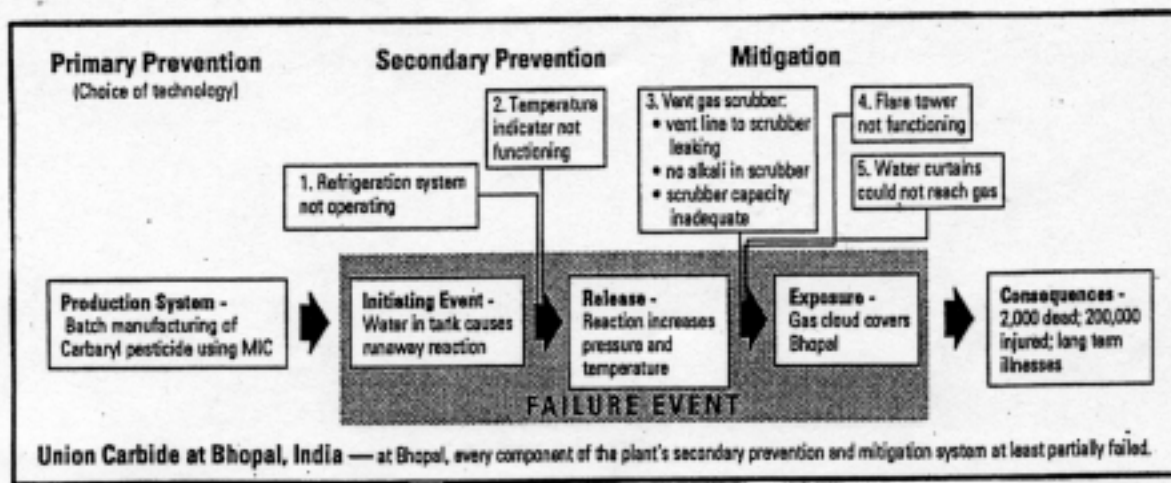 Primary Prevention
(Choice of technology)
Secondary Prevention
Mitigation
1. Refrigeration system
not operating
2. Temperature
indicator not
functioning
3. Vent gas scrubber:
• vent line to scrubber
leaking
• no alkali in scrubber
• scrubber capacity
inadequate
4. Flare tower
not functioning
5. Water curtains
could not reach gas
Production System -
Batch manufacturing of
Carbaryl pesticide using MIC
Initiating Event -
Water in tank causes
runaway reaction
Release -
Reaction increases
pressure and
temperature
Exposure -
Gas cloud covers
Bhopal
Consequences -
2,000 dead; 200,000
injured; long term
illnesses
FAILURE EVENT
Union Carbide at Bhopal, India — at Bhopal, every component of the plant's secondary prevention and mitigation system at least partially failed.